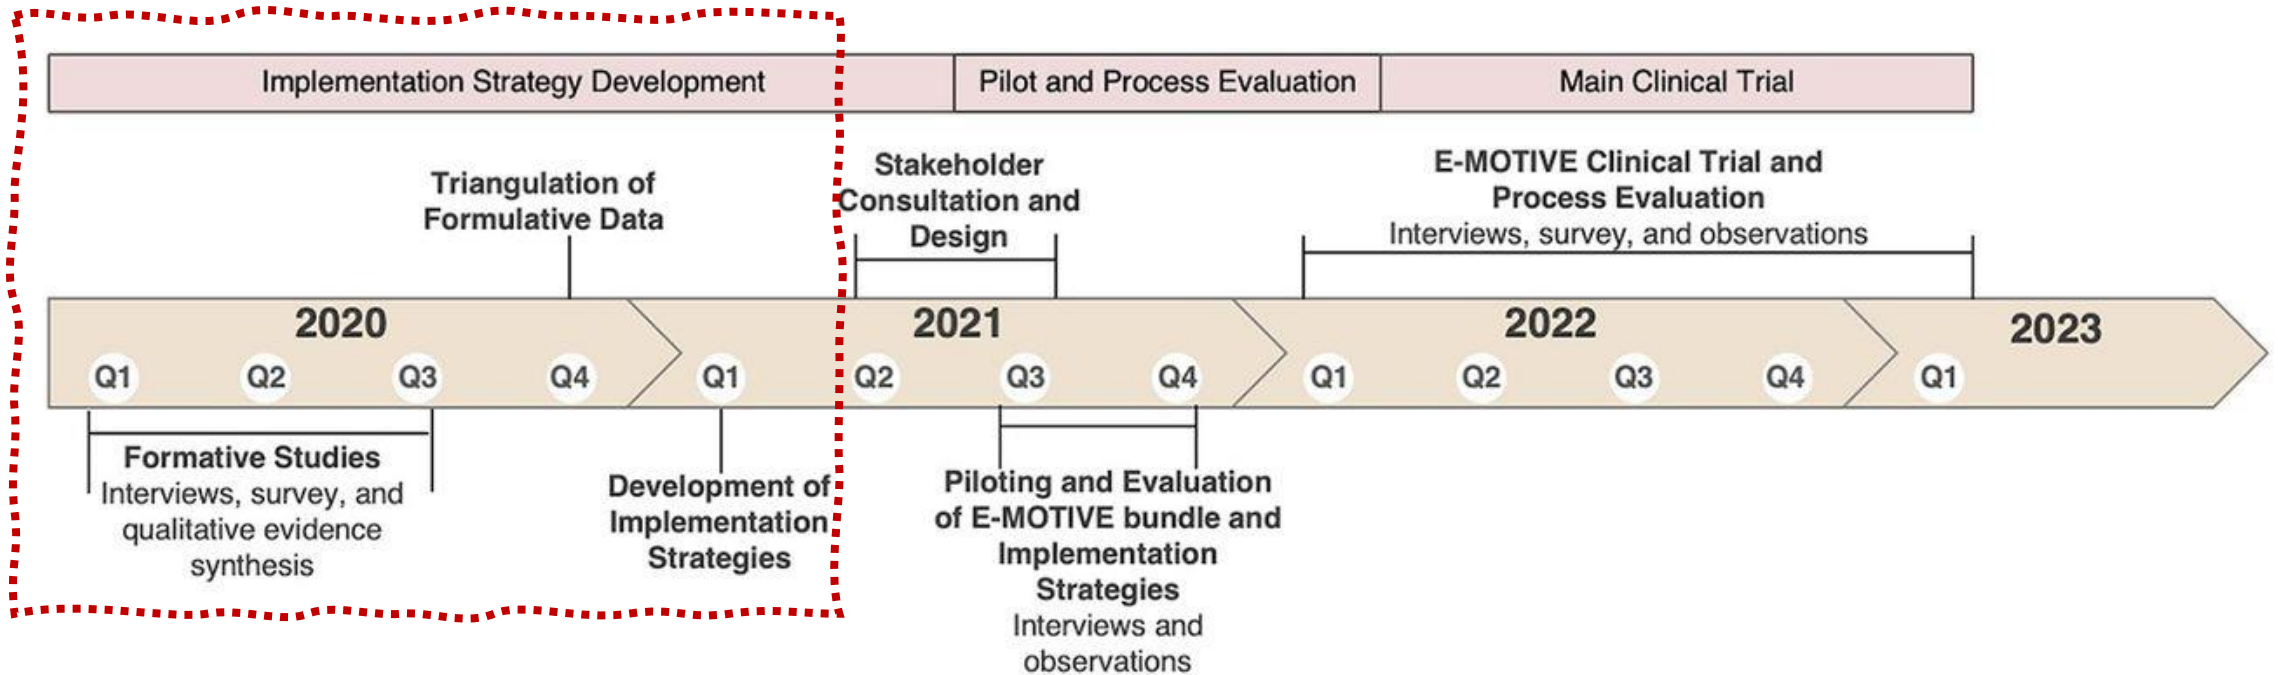 Implementation Strategy Development
Pilot and Process Evaluation
Main Clinical Trial
Triangulation of
Formulative Data
Stakeholder
Consultation and
Design
E-MOTIVE Clinical Trial and
Process Evaluation
Interviews, survey, and observations
2020
2021
2022
2023
Q1 Q2 Q3 Q4 Q1 Q2 Q3 Q4 Q1 Q2 Q3 Q4 Q1
Formative Studies
Interviews, survey, and
qualitative evidence
synthesis
Development of
Implementation
Strategies
Piloting and Evaluation
of E-MOTIVE bundle and
Implementation
Strategies
Interviews and
observations